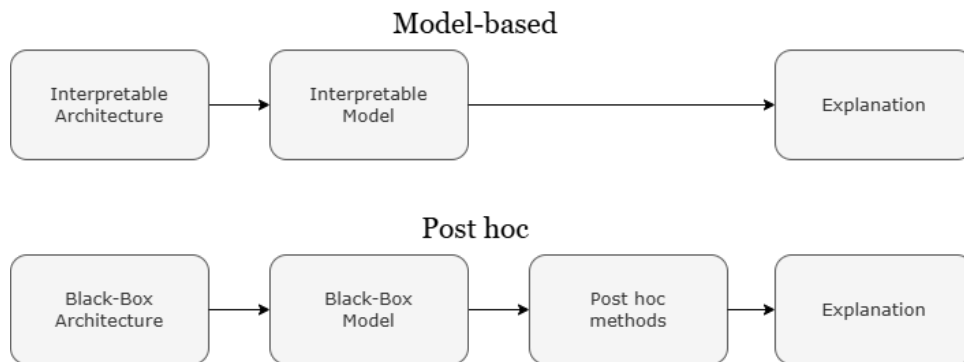 Model-based
Interpretable
Architecture
Interpretable
Model
Explanation
Post hoc
Black-Box
Architecture
Black-Box
Model
Post hoc
methods
Explanation